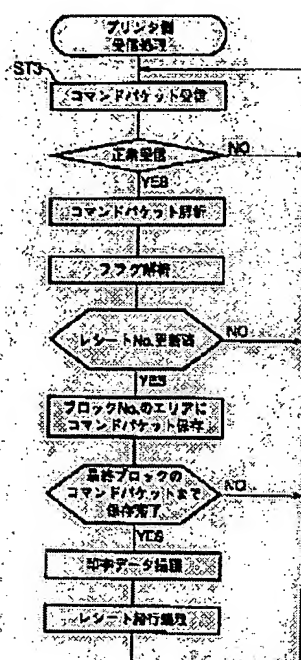 プリンタ側
受信処理
ST3
コマンドパケット受信
正常受信
NO
YES
コマンドパケット解析
フラグ解析
レシートNo.更新済
NO
YES
ブロックNo.のエリアに
コマンドパケット保存
最終ブロックの
コマンドパケットまで
保存完了
NO
YES
印字データ展開
レシート発行処理